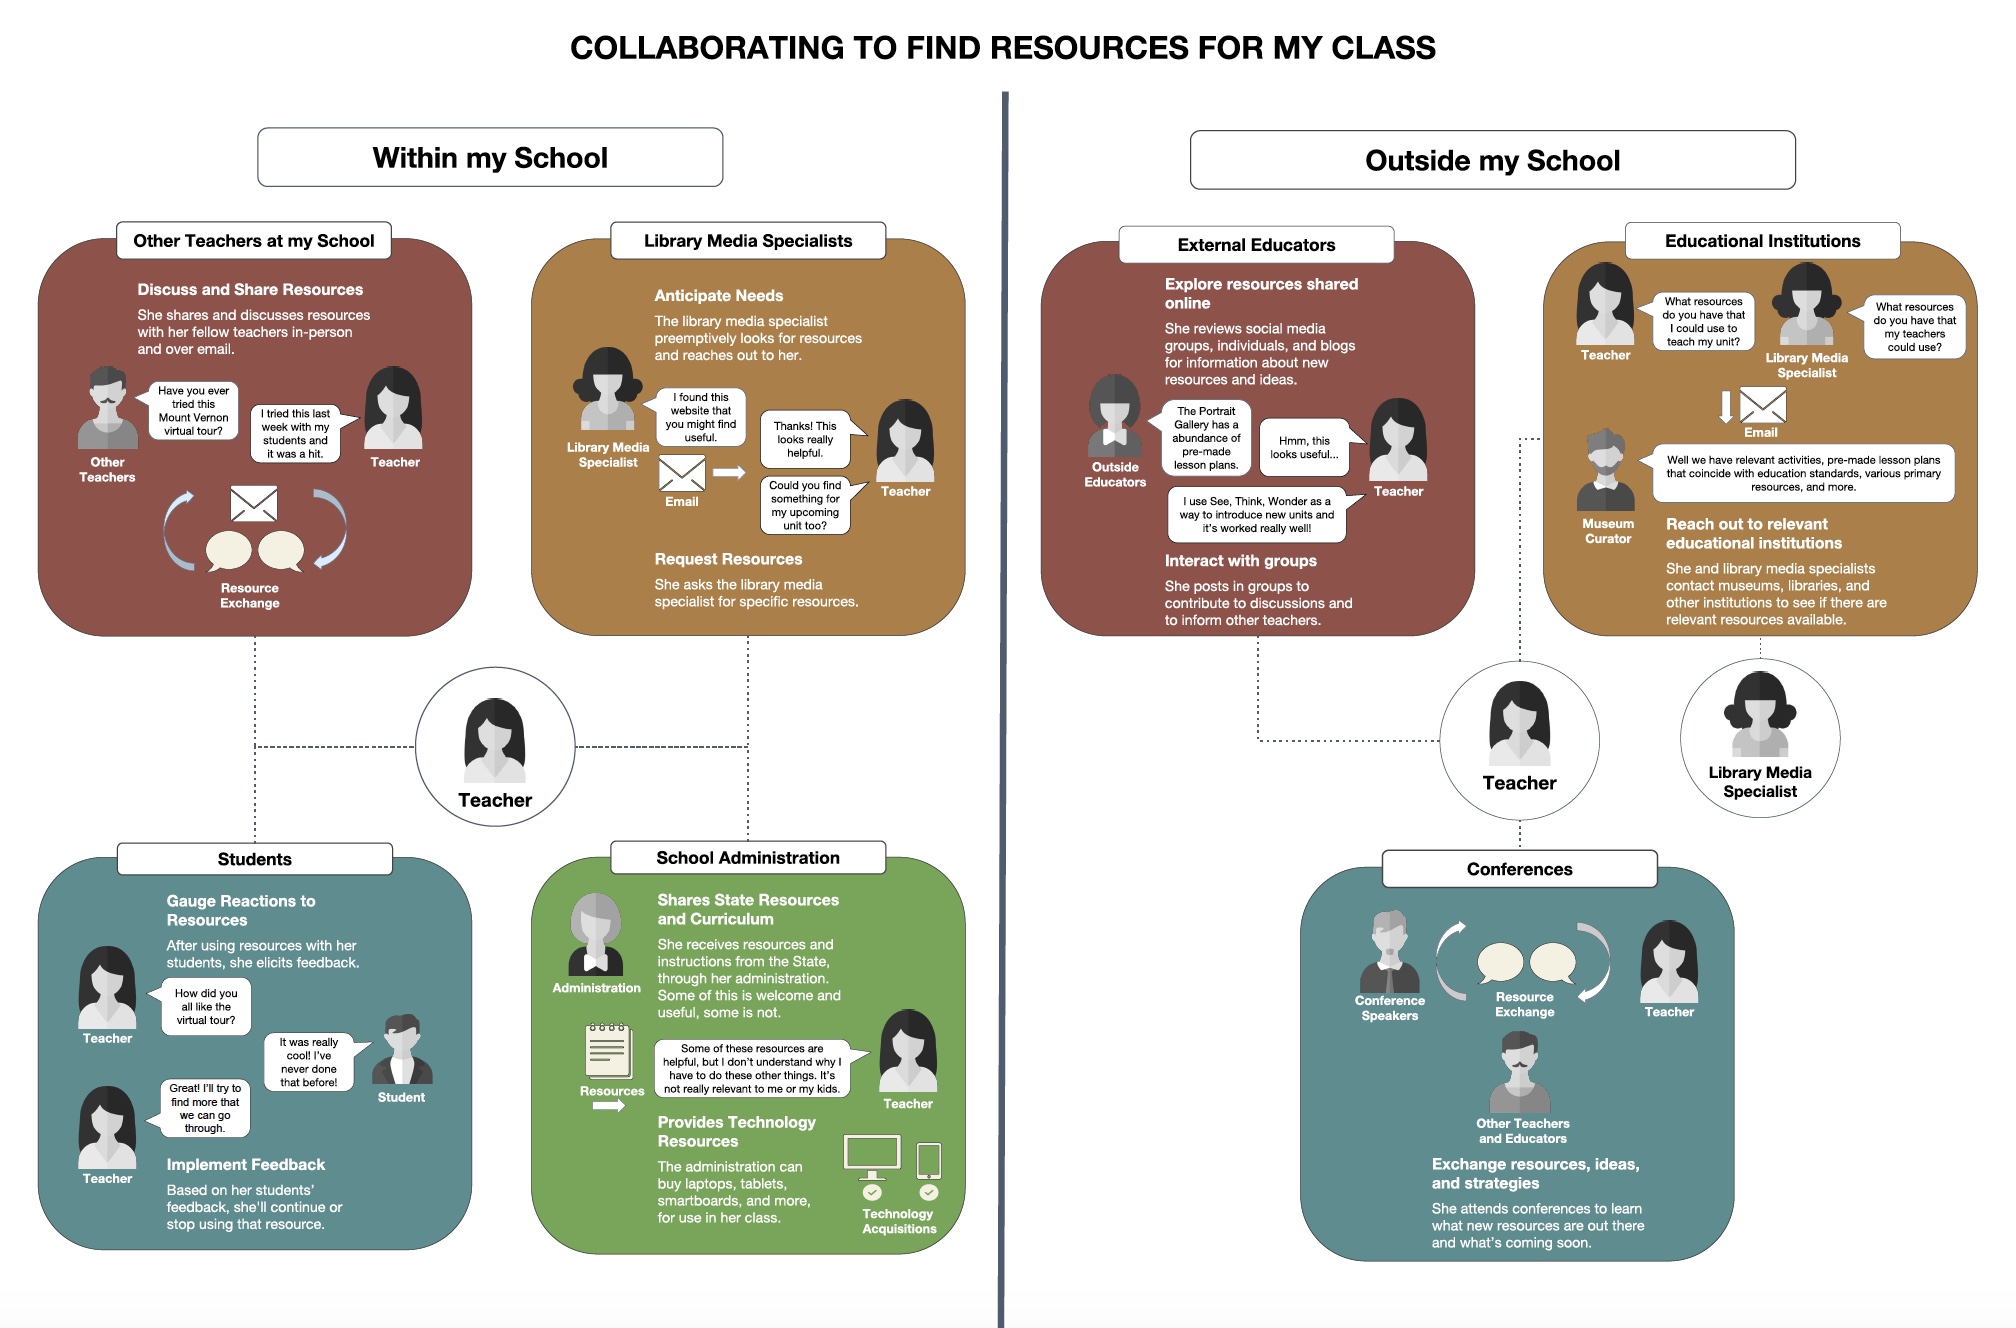 COLLABORATING TO FIND RESOURCES FOR MY CLASS
Within my School
Other Teachers at my School
Discuss and Share Resources
She shares and discusses resources
with her fellow teachers in-person
and over email.
Have you ever
tried this
Mount Vernon
virtual tour?
I tried this last
week with my
students and
it was a hit.
Other
Teachers
Teacher
Resource
Exchange
Library Media Specialists
Anticipate Needs
The library media specialist
preemptively looks for resources
and reaches out to her.
I found this
website that
you might find
useful.
Thanks! This
looks really
helpful.
Library Media
Specialist
Email
Could you find
something for
my upcoming
unit too?
Teacher
Request Resources
She asks the library media
specialist for specific resources.
Teacher
Students
Gauge Reactions to
Resources
After using resources with her
students, she elicits feedback.
How did you
all like the
virtual tour?
Teacher
It was really
cool! I've
never done
that before!
Student
Great! I'll try to
find more that
we can go
through.
Teacher
Implement Feedback
Based on her students'
feedback, she'll continue or
stop using that resource.
School Administration
Shares State Resources
and Curriculum
She receives resources and
instructions from the State,
through her administration.
Some of this is welcome and
useful, some is not.
Administration
Some of these resources are
helpful, but I don't understand why I
have to do these other things. It's
not really relevant to me or my kids.
Resources
Teacher
Provides Technology
Resources
The administration can
buy laptops, tablets,
smartboards, and more,
for use in her class.
Technology
Acquisitions
Outside my School
External Educators
Explore resources shared
online
She reviews social media
groups, individuals, and blogs
for information about new
resources and ideas.
The Portrait
Gallery has a
abundance of
pre-made
lesson plans.
Hmm, this
looks useful...
Outside
Educators
Teacher
I use See, Think, Wonder as a
way to introduce new units and
it's worked really well!
Interact with groups
She posts in groups to
contribute to discussions and
to inform other teachers.
Educational Institutions
What resources
do you have that
I could use to
teach my unit?
Teacher
What resources
do you have that
my teachers
could use?
Library Media
Specialist
Email
Well we have relevant activities, pre-made lesson plans
that coincide with education standards, various primary
resources, and more.
Museum
Curator
Reach out to relevant
educational institutions
She and library media specialists
contact museums, libraries, and
other institutions to see if there are
relevant resources available.
Teacher
Library Media
Specialist
Conferences
Conference
Speakers
Resource
Exchange
Teacher
Other Teachers
and Educators
Exchange resources, ideas,
and strategies
She attends conferences to learn
what new resources are out there
and what's coming soon.